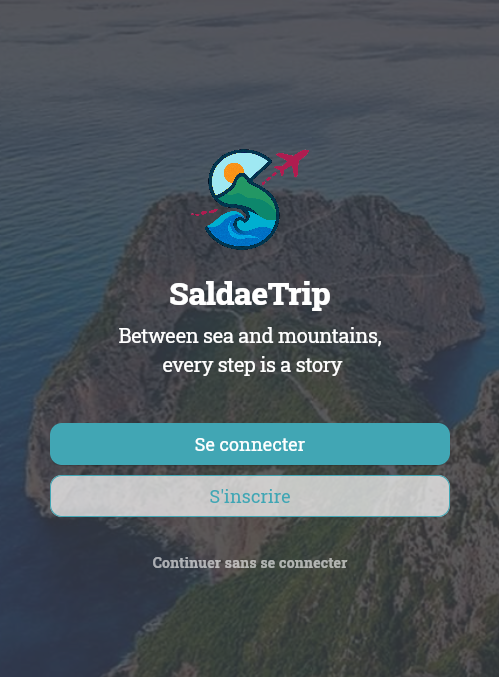 SaldaeTrip
Between sea and mountains,
every step is a story
Se connecter
S'inscrire
Continuer sans se connecter